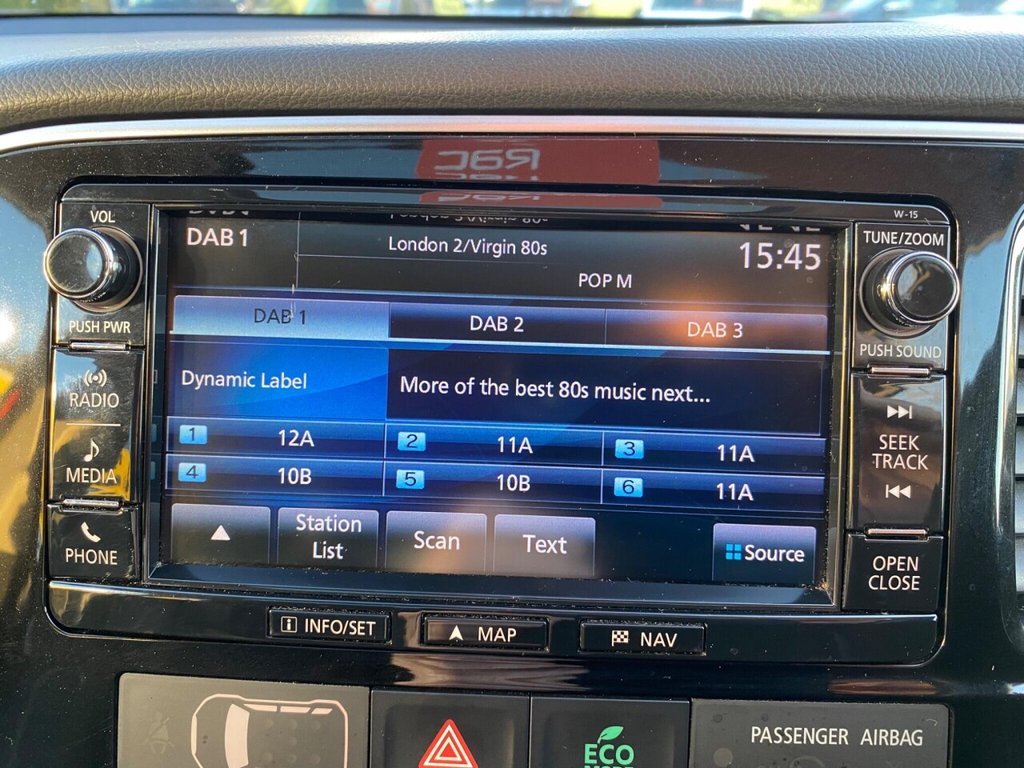 W-15
VOL
PUSH PWR
RADIO
MEDIA
PHONE
DAB 1
London 2/Virgin 80s
15:45
POP M
DAB 1 DAB 2 DAB 3
Dynamic Label
More of the best 80s music next...
1 12A 2 11A 3 11A
4 10B 5 10B 6 11A
Station
List
Scan
Text
Source
TUNE/ZOOM
PUSH SOUND
SEEK
TRACK
OPEN
CLOSE
i INFO/SET
MAP
NAV
ECO
PASSENGER AIRBAG